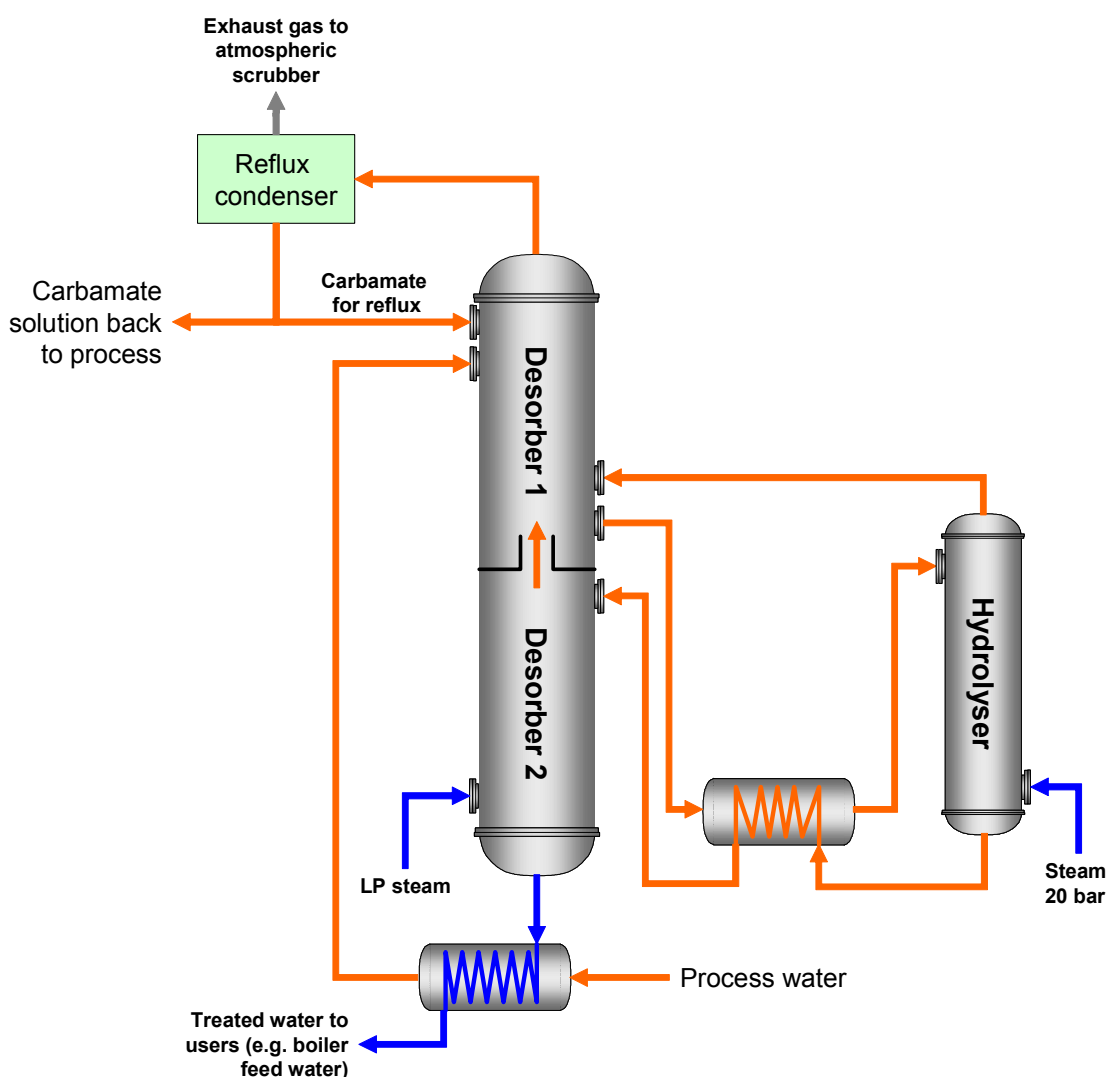 Exhaust gas to
atmospheric
scrubber
Reflux
condenser
Carbamate
solution back
to process
Carbamate
for reflux
Desorber 1
Desorber 2
Hydrolyser
LP steam
Steam
20 bar
Process water
Treated water to
users (e.g. boiler
feed water)